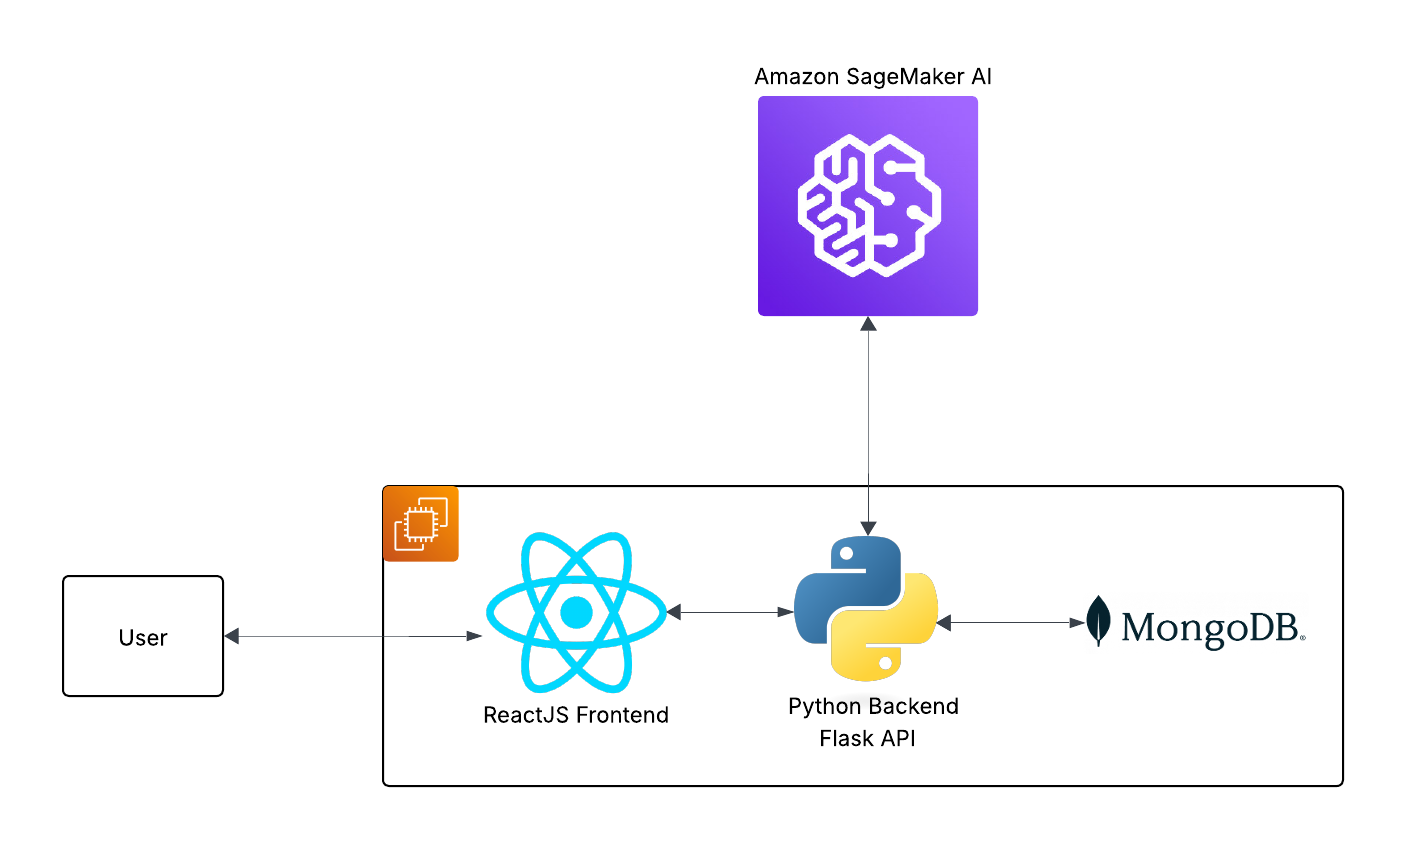 Amazon SageMaker AI
User
ReactJS Frontend
Python Backend
Flask API
MongoDB®